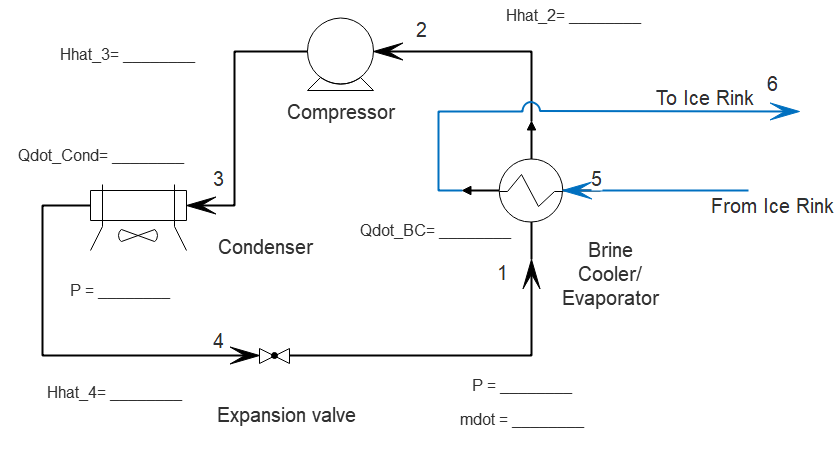 Hhat_2= ________
2
Hhat_3= ________
6
To Ice Rink
Compressor
Qdot_Cond= ________
3
5
From Ice Rink
Qdot_BC= ________
Condenser
Brine
Cooler/
Evaporator
1
P = ________
4
Hhat_4= ________
P = ________
Expansion valve
mdot = ________